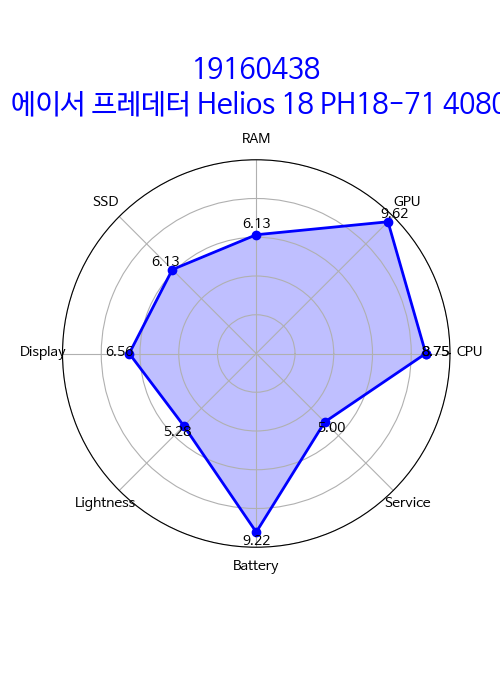 19160438
에이서 프레데터 Helios 18 PH18-71 4080
RAM
SSD
GPU
6.13
9.62
6.13
Display
6.56
8.75
CPU
5.28
5.00
Lightness
Service
9.22
Battery